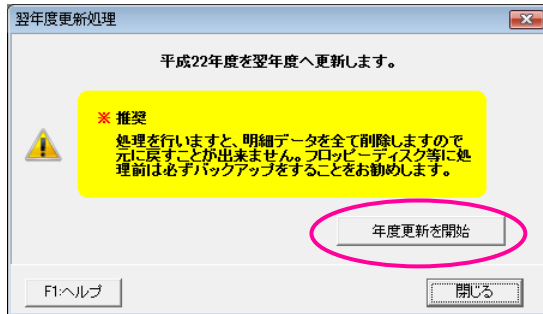 翌年度更新処理
平成22年度を翌年度へ更新します。
※ 推奨
処理を行いますと、明細データを全て削除しますので
元に戻すことが出来ません。フロッピーディスク等に処
理前は必ずバックアップをすることをお勧めします。
年度更新を開始
F1:ヘルプ
閉じる